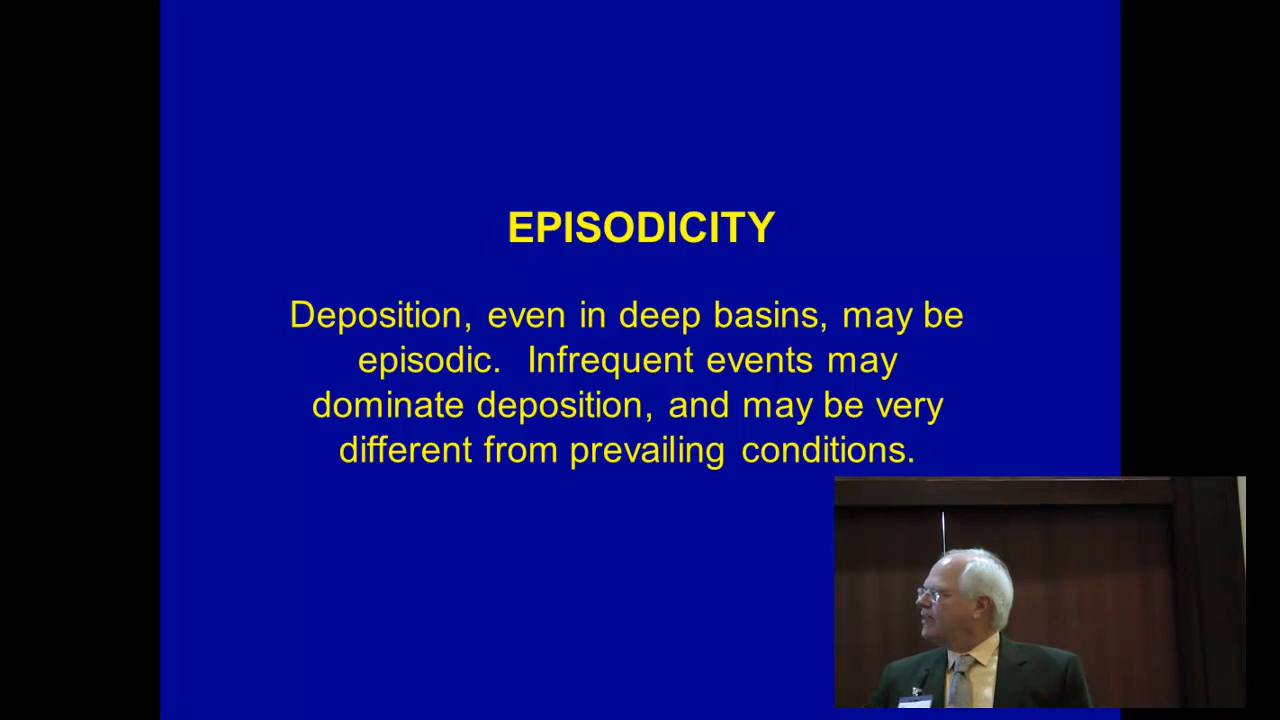 EPISODICITY
Deposition, even in deep basins, may be
episodic. Infrequent events may
dominate deposition, and may be very
different from prevailing conditions.